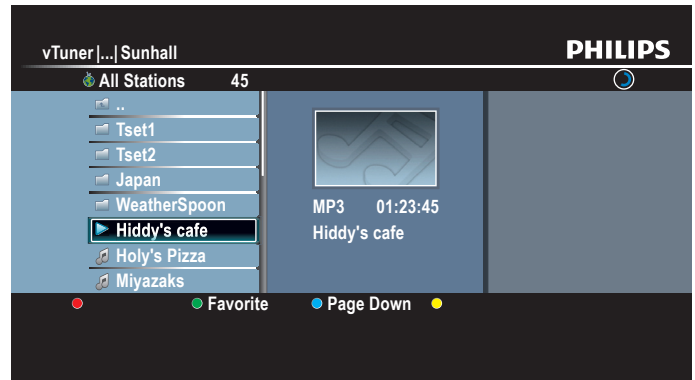 vTuner|...| Sunhall
PHILIPS
All Stations 45
..
Tset1
Tset2
Japan
WeatherSpoon
Hiddy's cafe
Holy's Pizza
Miyazaks
MP3 01:23:45
Hiddy's cafe
Favorite Page Down